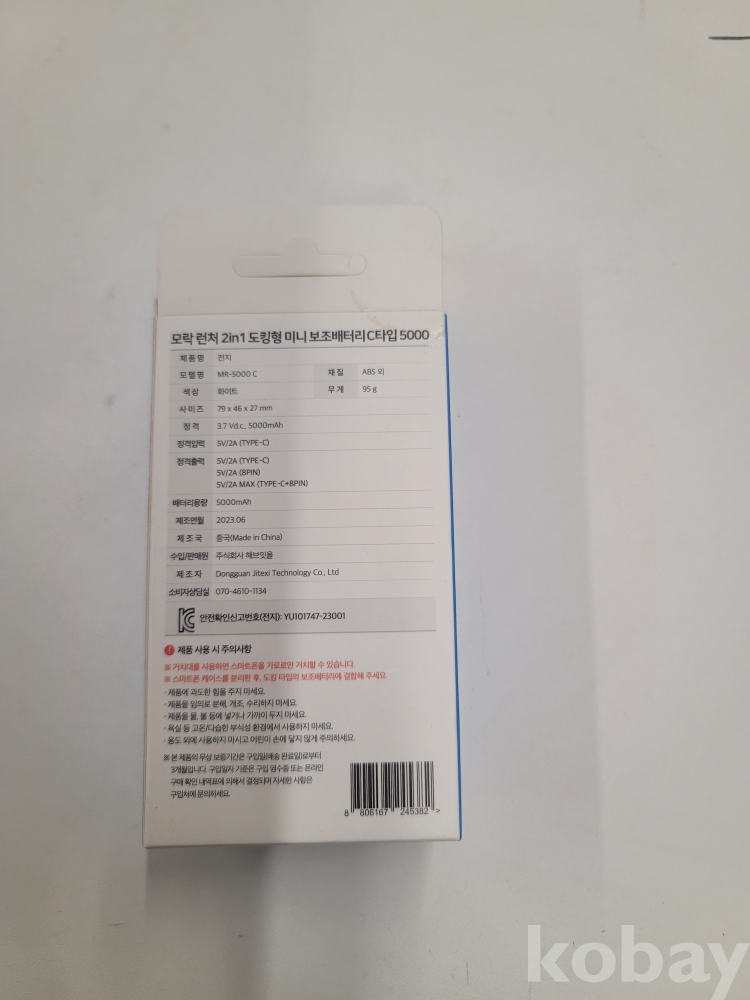 모락 런처 2in1 도킹형 미니 보조배터리 C타입 5000
제품명 전지
모델명 MR-5000 C 재질 ABS 외
색상 화이트 무게 95 g
사이즈 79 x 46 x 27 mm
정격 3.7 Vd.c, 5000mAh
정격입력 5V/2A (TYPE-C)
정격출력 5V/2A (TYPE-C)
5V/2A (8PIN)
5V/2A MAX (TYPE-C+8PIN)
배터리용량 5000mAh
제조연월 2023.06
제조국 중국(Made in China)
수입/판매원 주식회사 해브잇올
제조자 Dongguan Jitexi Technology Co., Ltd
소비자상담실 070-4610-1134
안전확인신고번호(전지): YU101747-23001
제품 사용 시 주의사항
※ 거치대를 사용하면 스마트폰을 가로로만 거치할 수 있습니다.
※ 스마트폰 케이스를 분리한 후, 도킹 타입의 보조배터리에 결합해 주세요.
· 제품에 과도한 힘을 주지 마세요.
· 제품을 임의로 분해, 개조, 수리하지 마세요.
· 제품을 물, 불 등에 넣거나 가까이 두지 마세요.
· 욕실 등 고온/다습한 부식성 환경에서 사용하지 마세요.
· 용도 외에 사용하지 마시고 어린이 손에 닿지 않게 주의하세요.
※ 본 제품의 무상 보증기간은 구입일(배송 완료일)로부터
3개월입니다. 구입일자 기준은 구입 영수증 또는 온라인
구매 확인 내역표에 의해서 결정되며 자세한 사항은
구입처에 문의하세요.
8 806167 245382 >
kobay